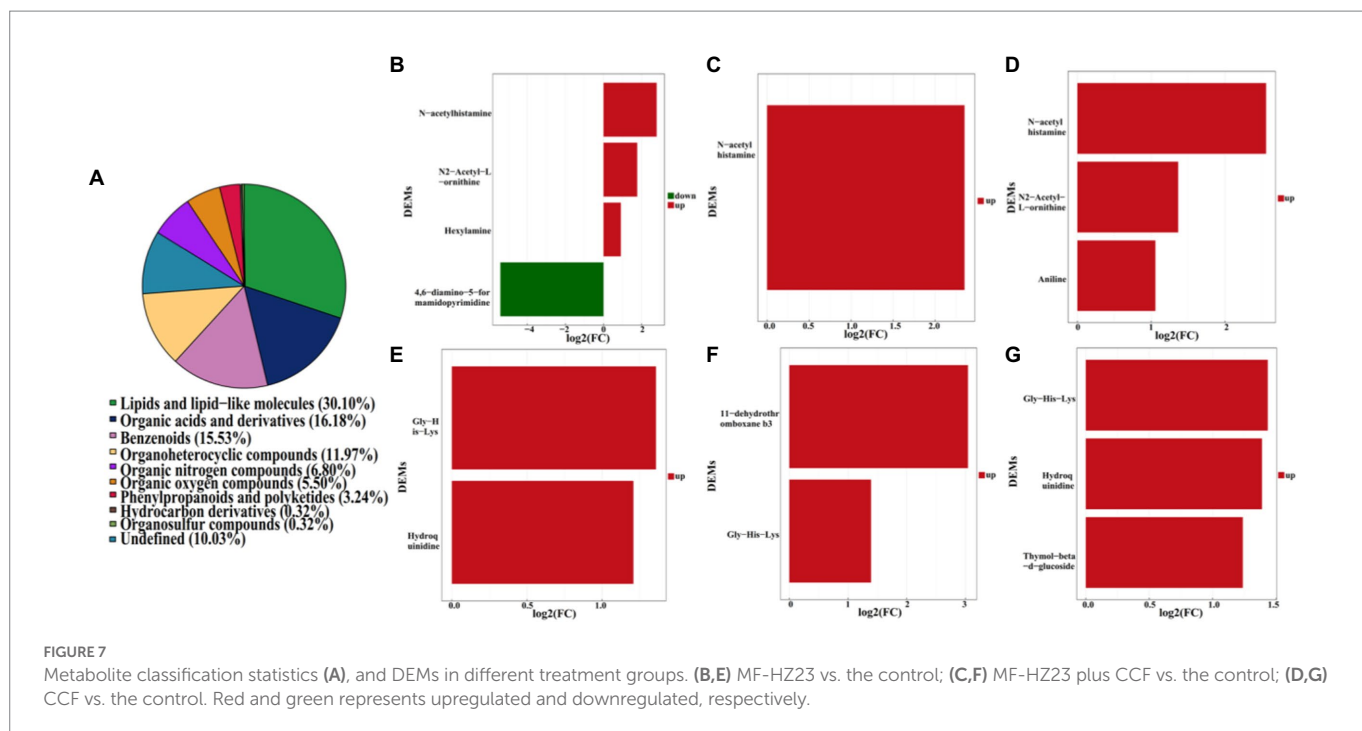 A
Lipids and lipid-like molecules (30.10%)
Organic acids and derivatives (16.18%)
Benzenoids (15.53%)
Organoheterocyclic compounds (11.97%)
Organic nitrogen compounds (6.80%)
Organic oxygen compounds (5.50%)
Phenylpropanoids and polyketides (3.24%)
Hydrocarbon derivatives (0.32%)
Organosulfur compounds (0.32%)
Undefined (10.03%)
B
DEMs
N-acetylhistamine
N2-Acetyl-L
-ornithine
Hexylamine
4,6-diamino-5-for
mamidopyrimidine
-4 -2 0 2
log2(FC)
down
up
C
DEMs
N-acetyl
histamine
0.0 0.5 1.0 1.5 2.0
log2(FC)
up
D
DEMs
N-acetyl
histamine
N2-Acetyl-
L-ornithine
Aniline
0 1 2
log2(FC)
up
E
DEMs
Gly-H
is-Lys
Hydroq
uinidine
0.0 0.5 1.0
log2(FC)
up
F
DEMs
11-dehydrothr
omboxane b3
Gly-His-Lys
0 1 2 3
log2(FC)
up
G
DEMs
Gly-His-Lys
Hydroq
uinidine
Thymol-beta
-d-glucoside
0.0 0.5 1.0 1.5
log2(FC)
up
FIGURE 7
Metabolite classification statistics (A), and DEMs in different treatment groups. (B,E) MF-HZ23 vs. the control; (C,F) MF-HZ23 plus CCF vs. the control; (D,G)
CCF vs. the control. Red and green represents upregulated and downregulated, respectively.